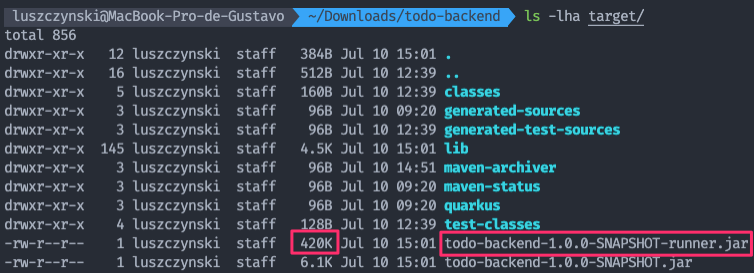 luszczynski@MacBook-Pro-de-Gustavo ~/Downloads/todo-backend ls -lha target/
total 856
drwxr-xr-x 12 luszczynski staff 384B Jul 10 15:01 .
drwxr-xr-x 16 luszczynski staff 512B Jul 10 12:39 ..
drwxr-xr-x 5 luszczynski staff 160B Jul 10 12:39 classes
drwxr-xr-x 3 luszczynski staff 96B Jul 10 09:20 generated-sources
drwxr-xr-x 3 luszczynski staff 96B Jul 10 12:39 generated-test-sources
drwxr-xr-x 145 luszczynski staff 4.5K Jul 10 15:01 lib
drwxr-xr-x 3 luszczynski staff 96B Jul 10 14:51 maven-archiver
drwxr-xr-x 3 luszczynski staff 96B Jul 10 09:20 maven-status
drwxr-xr-x 3 luszczynski staff 96B Jul 10 09:20 quarkus
drwxr-xr-x 4 luszczynski staff 128B Jul 10 12:39 test-classes
-rw-r--r-- 1 luszczynski staff 420K Jul 10 15:01 todo-backend-1.0.0-SNAPSHOT-runner.jar
-rw-r--r-- 1 luszczynski staff 6.1K Jul 10 15:01 todo-backend-1.0.0-SNAPSHOT.jar